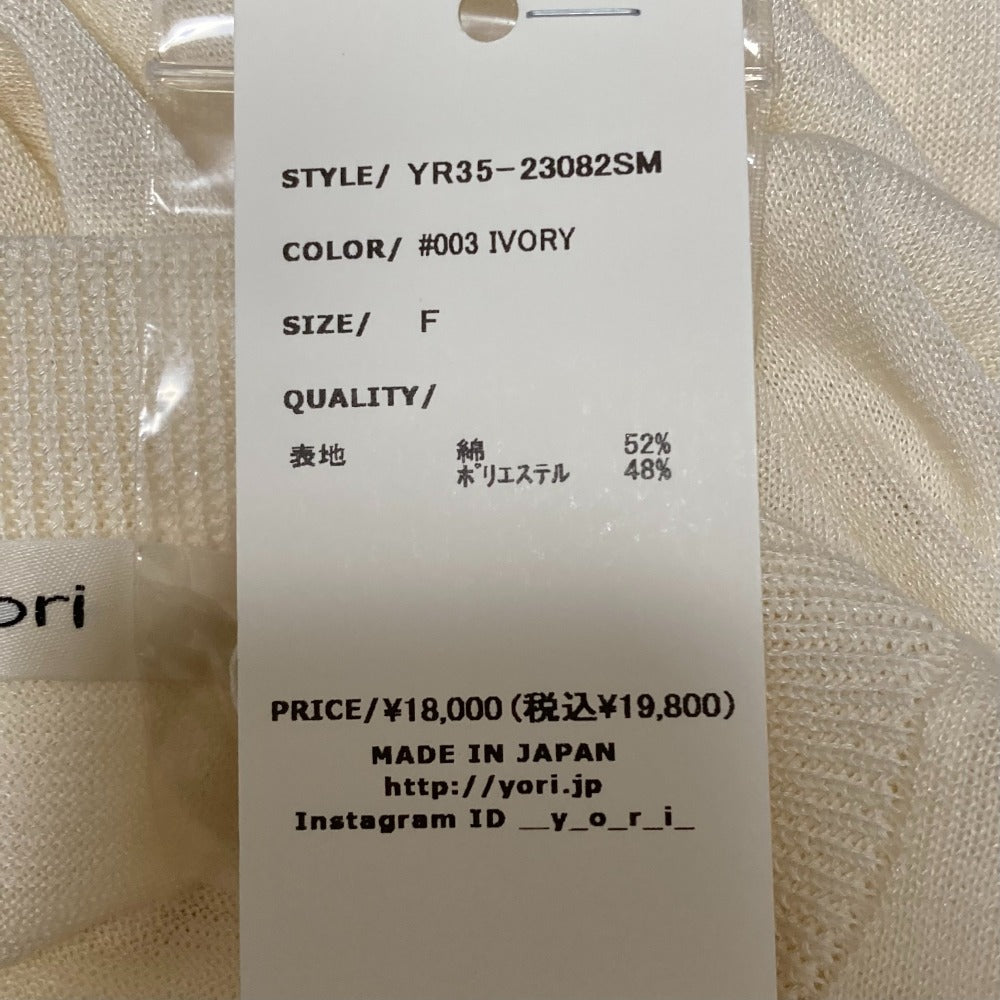 STYLE/ YR35-23082SM
COLOR/ #003 IVORY
SIZE/ F
QUALITY/
表地 綿 52%
ﾎﾟﾘエステル 48%
ori
PRICE/¥18,000(税込¥19,800)
MADE IN JAPAN
http://yori.jp
Instagram ID __y_o_r_i_